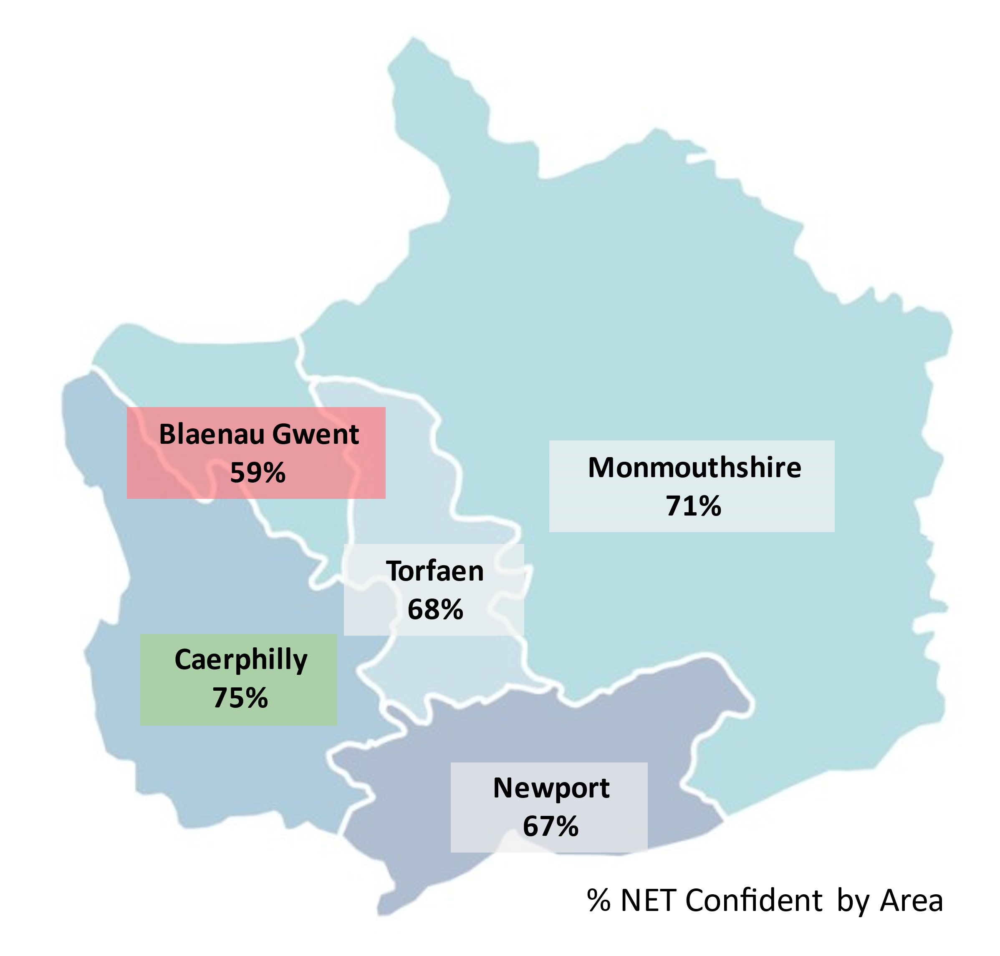 Blaenau Gwent
59%
Monmouthshire
71%
Torfaen
68%
Caerphilly
75%
Newport
67%
% NET Confident by Area